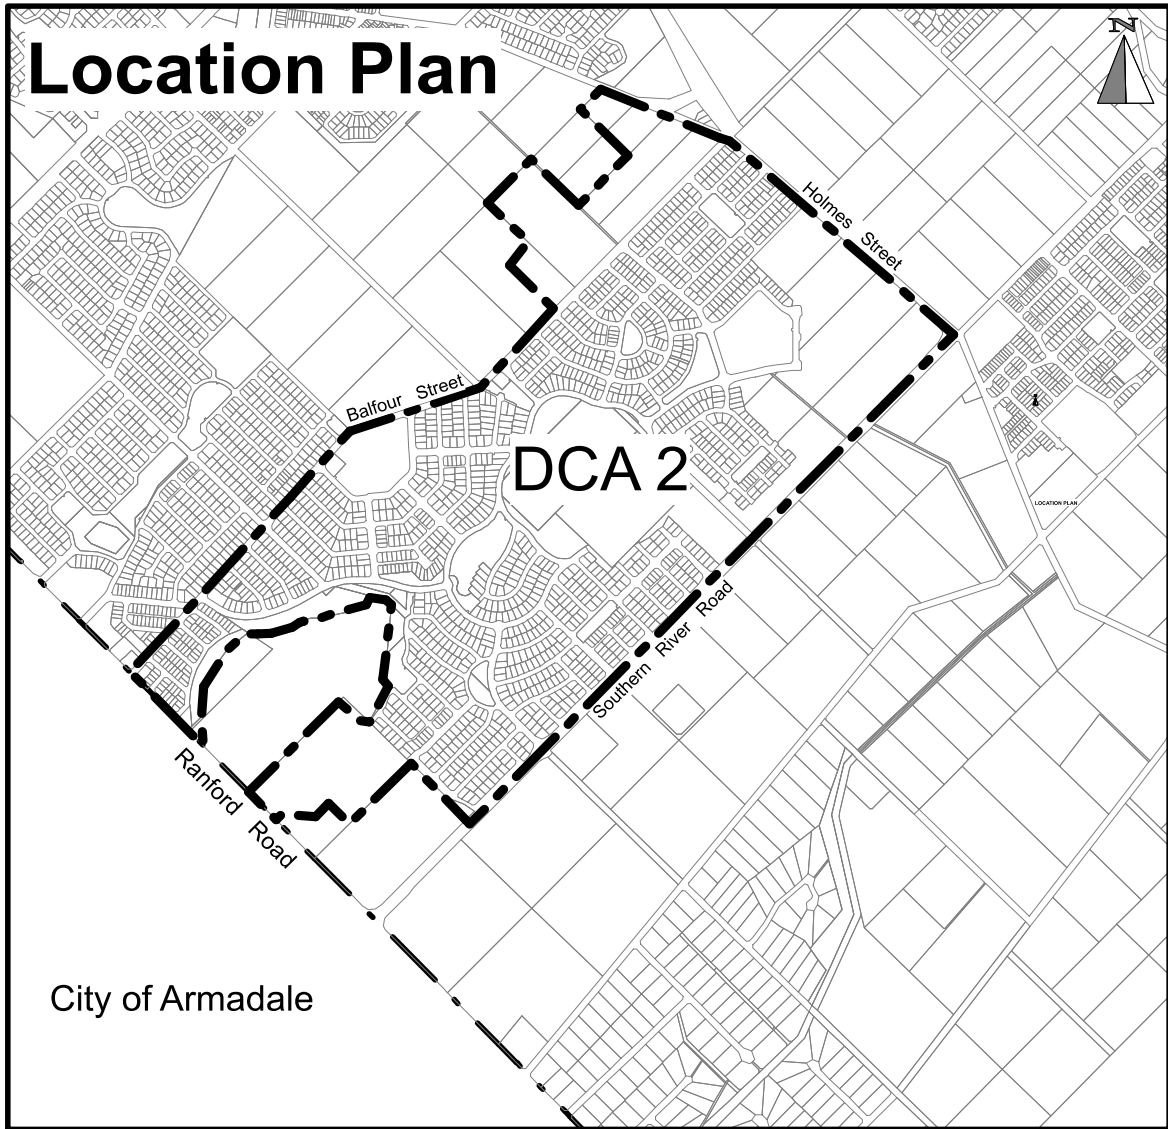 N
Location Plan
Holmes Street
Balfour Street
DCA 2
LOCATION PLAN
Southern River Road
Ranford Road
City of Armadale